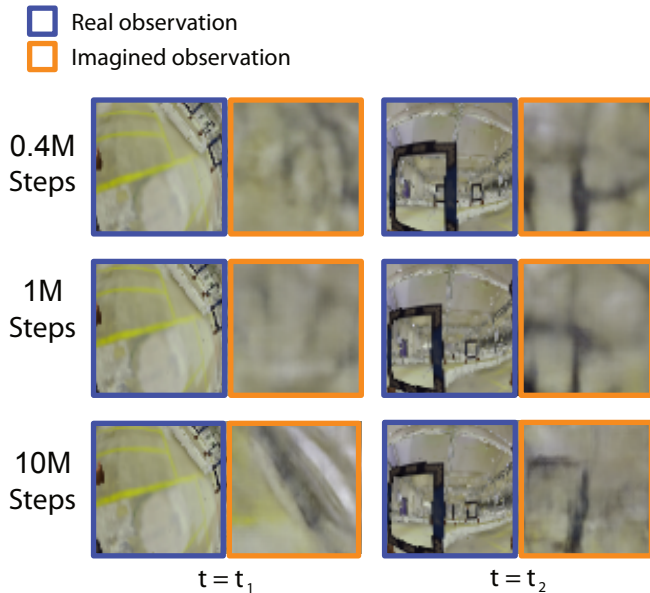 Real observation
Imagined observation
0.4M
Steps
1M
Steps
10M
Steps
t = t₁
t = t₂